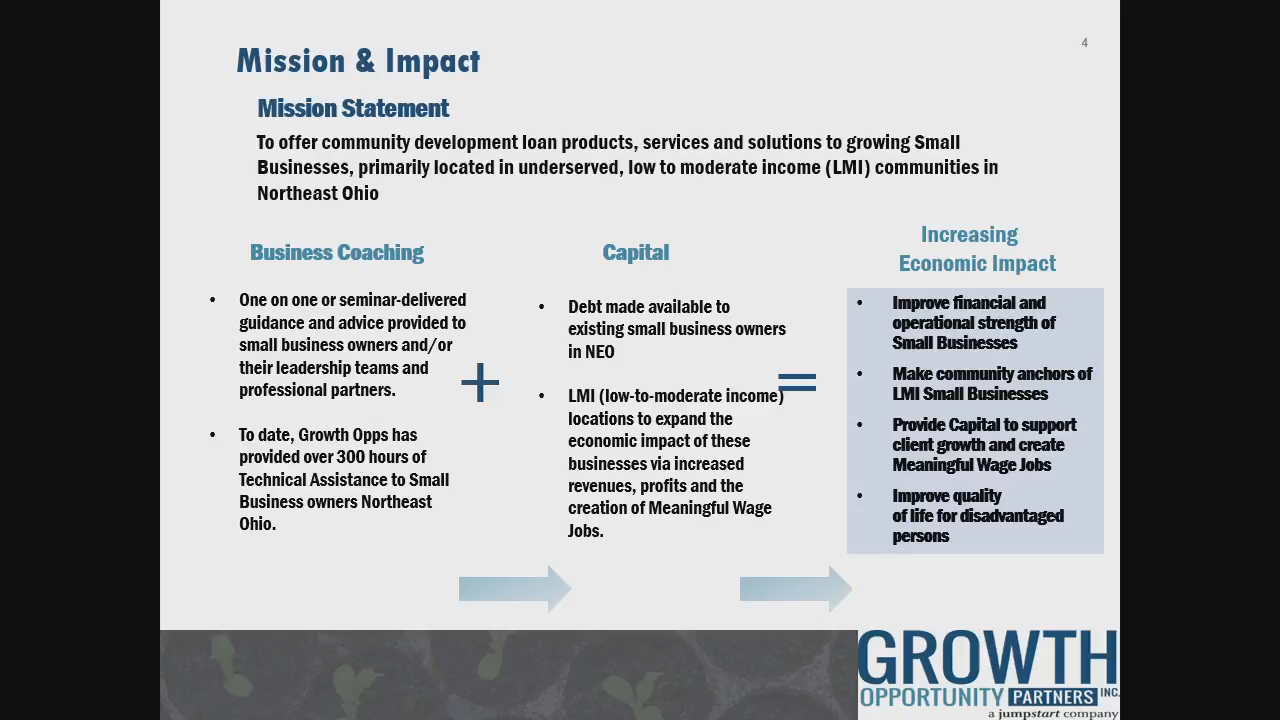 4
Mission & Impact
Mission Statement
To offer community development loan products, services and solutions to growing Small
Businesses, primarily located in underserved, low to moderate income (LMI) communities in
Northeast Ohio
Business Coaching
• One on one or seminar-delivered
guidance and advice provided to
small business owners and/or
their leadership teams and
professional partners.
• To date, Growth Opps has
provided over 300 hours of
Technical Assistance to Small
Business owners Northeast
Ohio.
+
Capital
• Debt made available to
existing small business owners
in NEO
• LMI (low-to-moderate income)
locations to expand the
economic impact of these
businesses via increased
revenues, profits and the
creation of Meaningful Wage
Jobs.
=
Increasing
Economic Impact
• Improve financial and
operational strength of
Small Businesses
• Make community anchors of
LMI Small Businesses
• Provide Capital to support
client growth and create
Meaningful Wage Jobs
• Improve quality
of life for disadvantaged
persons
GROWTH
OPPORTUNITY PARTNERS INC.
a jumpstart company